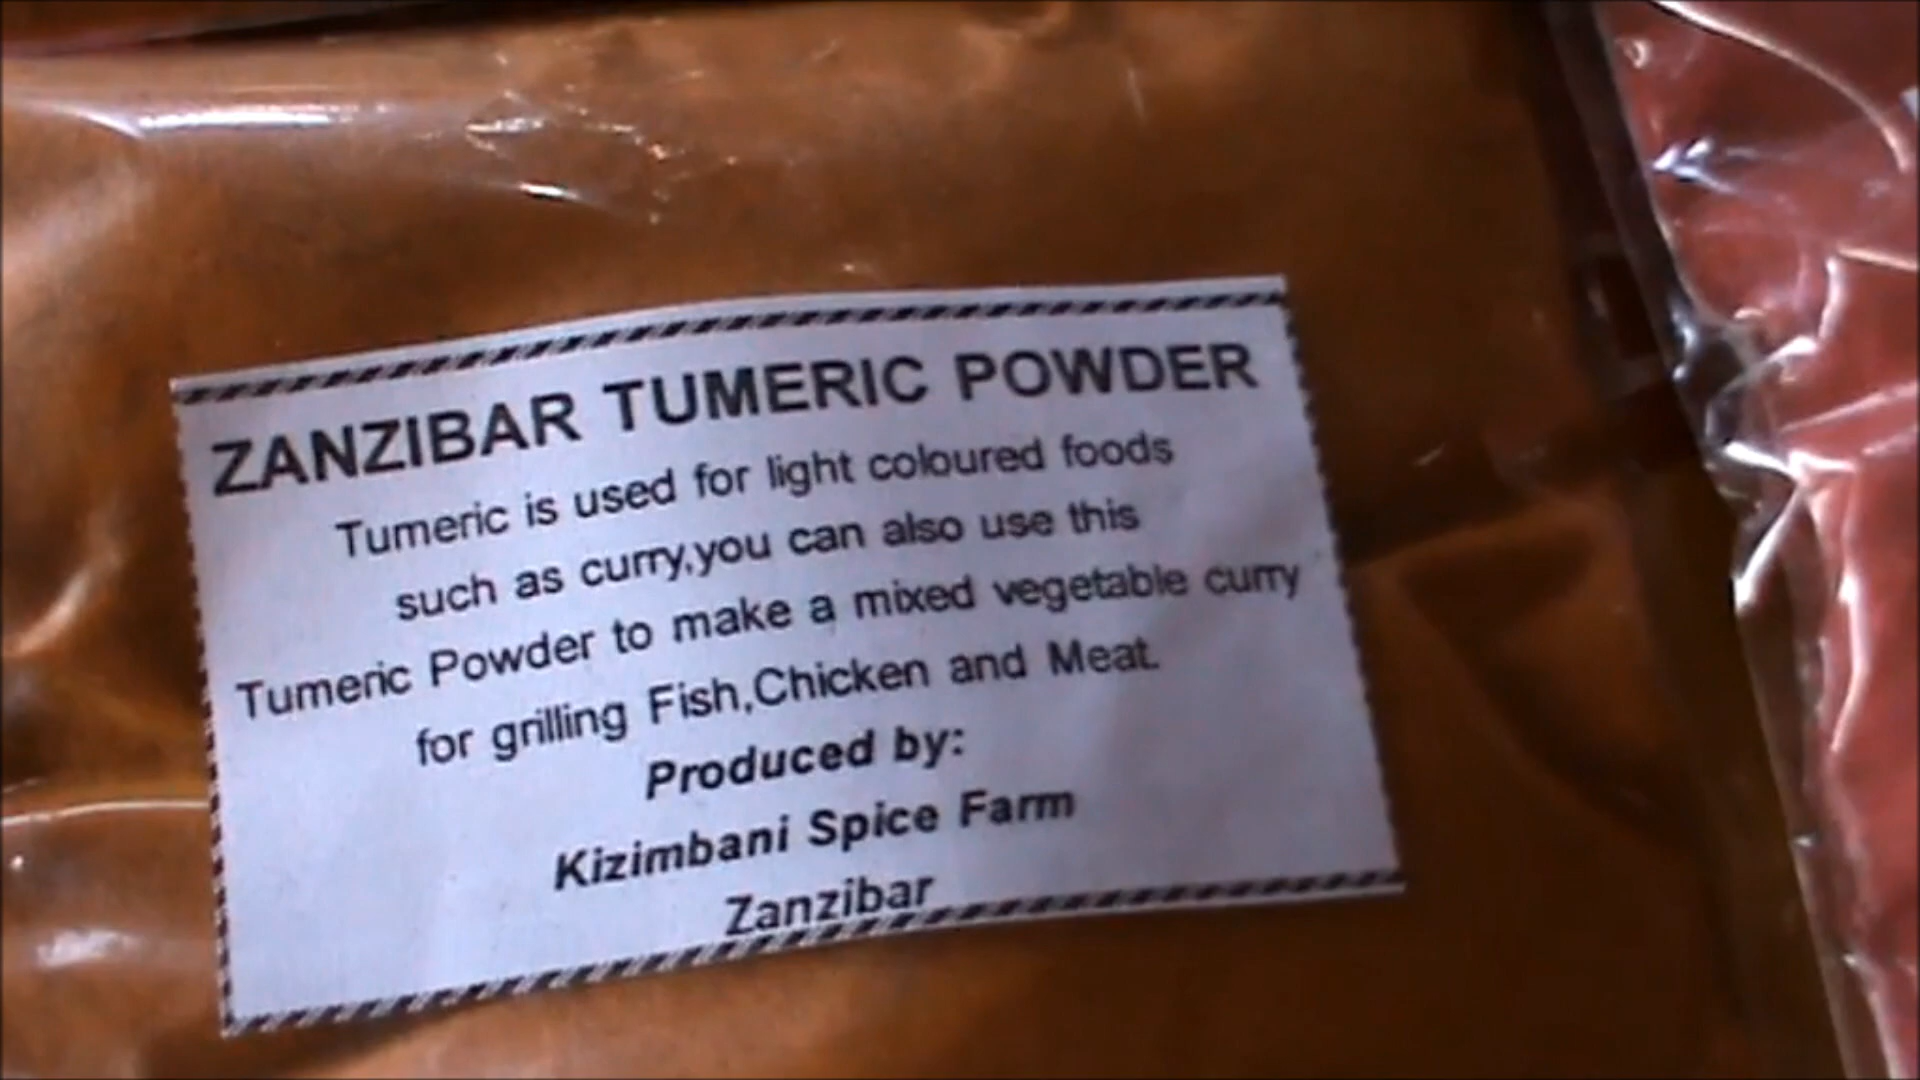 ZANZIBAR TUMERIC POWDER
Tumeric is used for light coloured foods
such as curry,you can also use this
Tumeric Powder to make a mixed vegetable curry
for grilling Fish,Chicken and Meat.
Produced by:
Kizimbani Spice Farm
Zanzibar